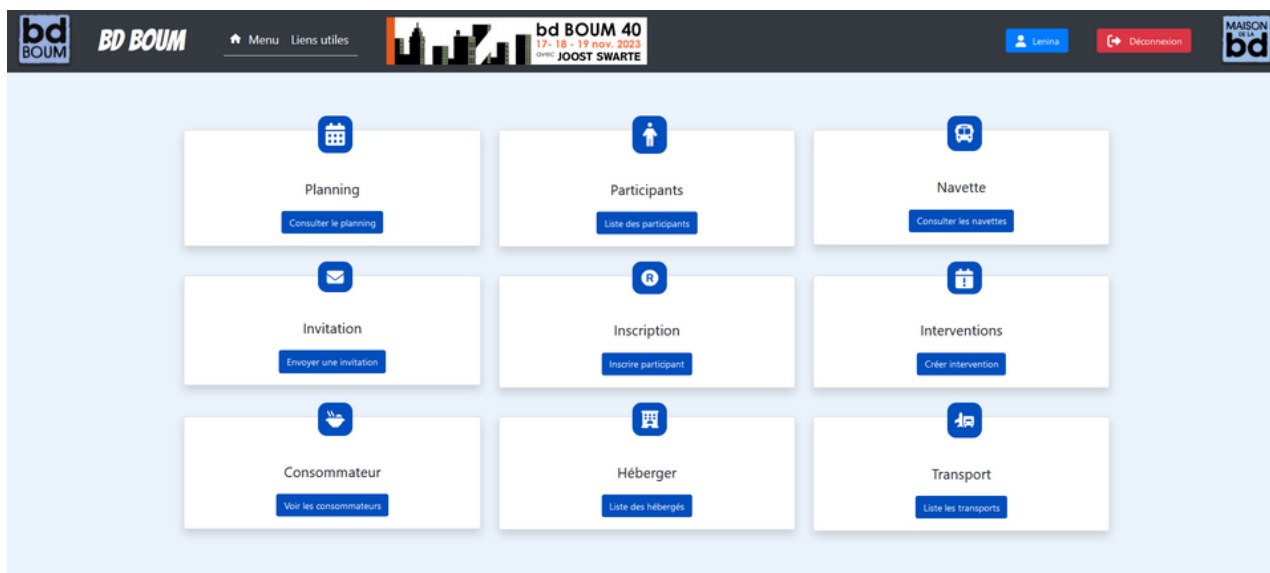 bd
BOUM
BD BOUM
Menu Liens utiles
bd BOUM 40
17- 18 - 19 nov. 2023
avec JOOST SWARTE
Lenina
Déconnexion
MAISON
DE LA
bd
Planning
Consulter le planning
Participants
Liste des participants
Navette
Consulter les navettes
Invitation
Envoyer une invitation
R
Inscription
Inscrire participant
Interventions
Créer intervention
Consommateur
Voir les consommateurs
Héberger
Liste des hébergés
Transport
Liste les transports